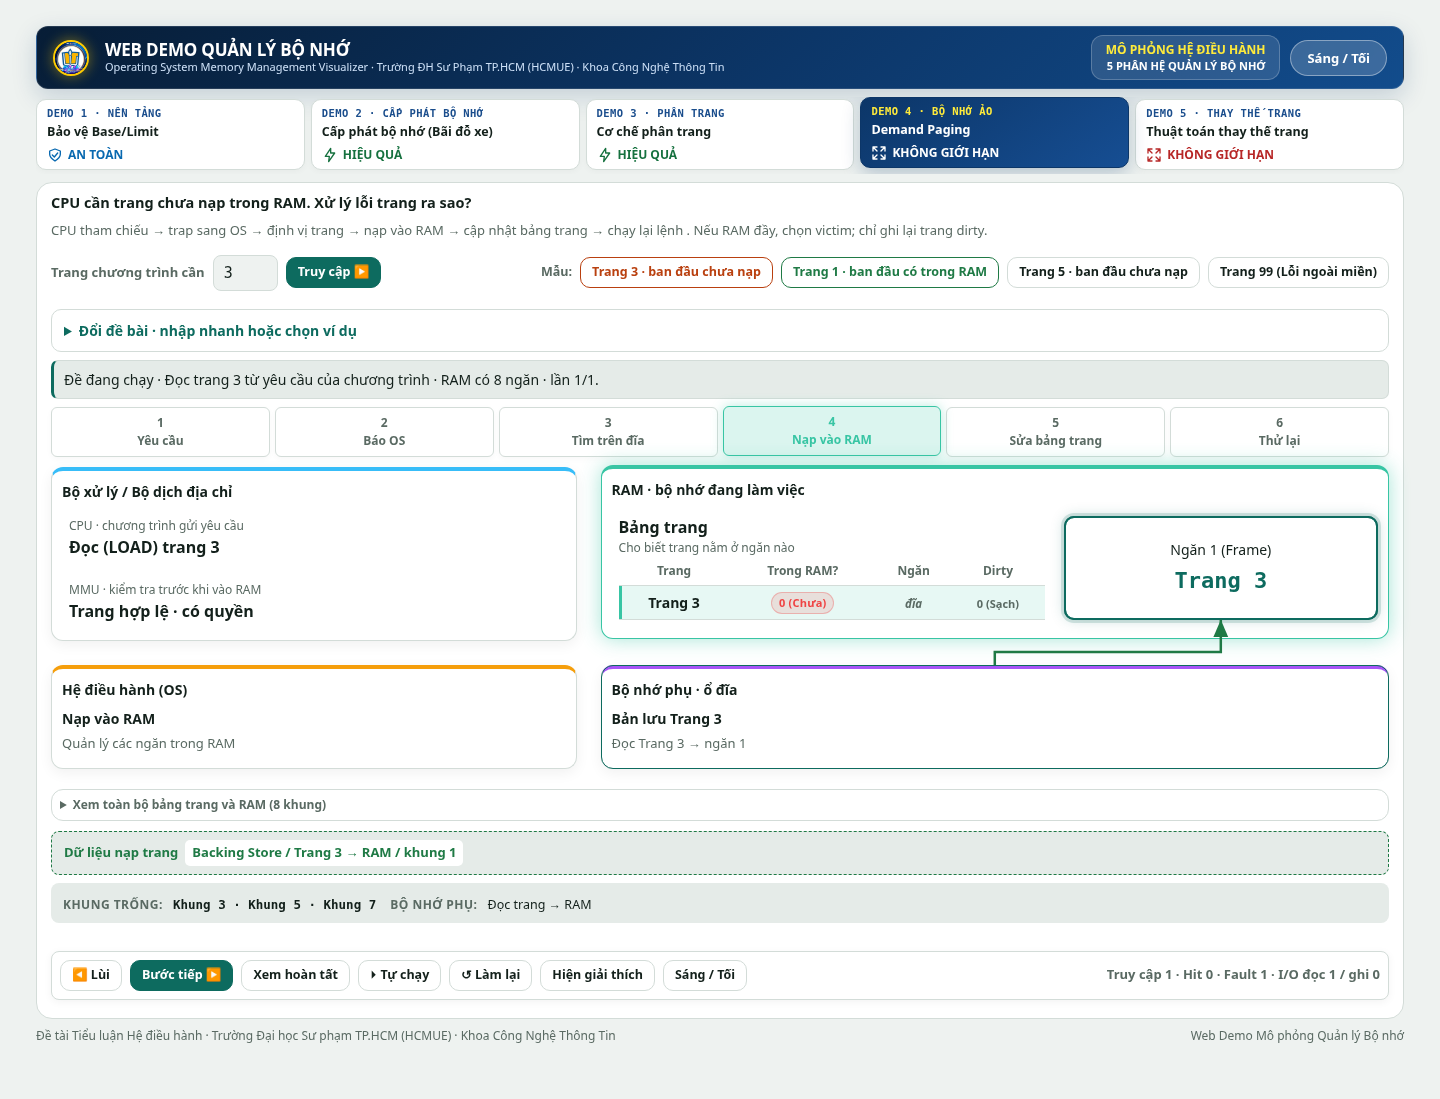 WEB DEMO QUẢN LÝ BỘ NHỚ
Operating System Memory Management Visualizer · Trường ĐH Sư Phạm TP.HCM (HCMUE) · Khoa Công Nghệ Thông Tin
MÔ PHỎNG HỆ ĐIỀU HÀNH
5 PHÂN HỆ QUẢN LÝ BỘ NHỚ
Sáng / Tối
DEMO 1 · NỀN TẢNG
Bảo vệ Base/Limit
AN TOÀN
DEMO 2 · CẤP PHÁT BỘ NHỚ
Cấp phát bộ nhớ (Bãi đỗ xe)
HIỆU QUẢ
DEMO 3 · PHÂN TRANG
Cơ chế phân trang
HIỆU QUẢ
DEMO 4 · BỘ NHỚ ẢO
Demand Paging
KHÔNG GIỚI HẠN
DEMO 5 · THAY THẾ TRANG
Thuật toán thay thế trang
KHÔNG GIỚI HẠN
CPU cần trang chưa nạp trong RAM. Xử lý lỗi trang ra sao?
CPU tham chiếu → trap sang OS → định vị trang → nạp vào RAM → cập nhật bảng trang → chạy lại lệnh . Nếu RAM đầy, chọn victim; chỉ ghi lại trang dirty.
Trang chương trình cần 3 Truy cập ▶
Mẫu: Trang 3 · ban đầu chưa nạp Trang 1 · ban đầu có trong RAM Trang 5 · ban đầu chưa nạp Trang 99 (Lỗi ngoài miền)
▶ Đổi đề bài · nhập nhanh hoặc chọn ví dụ
Đề đang chạy · Đọc trang 3 từ yêu cầu của chương trình · RAM có 8 ngăn · lần 1/1.
1
Yêu cầu
2
Báo OS
3
Tìm trên đĩa
4
Nạp vào RAM
5
Sửa bảng trang
6
Thử lại
Bộ xử lý / Bộ dịch địa chỉ
CPU · chương trình gửi yêu cầu
Đọc (LOAD) trang 3
MMU · kiểm tra trước khi vào RAM
Trang hợp lệ · có quyền
RAM · bộ nhớ đang làm việc
Bảng trang
Cho biết trang nằm ở ngăn nào
Trang Trong RAM? Ngăn Dirty
Trang 3 0 (Chưa) đĩa 0 (Sạch)
Ngăn 1 (Frame)
Trang 3
Hệ điều hành (OS)
Nạp vào RAM
Quản lý các ngăn trong RAM
Bộ nhớ phụ · ổ đĩa
Bản lưu Trang 3
Đọc Trang 3 → ngăn 1
▶ Xem toàn bộ bảng trang và RAM (8 khung)
Dữ liệu nạp trang Backing Store / Trang 3 → RAM / khung 1
KHUNG TRỐNG: Khung 3 · Khung 5 · Khung 7 BỘ NHỚ PHỤ: Đọc trang → RAM
◀ Lùi Bước tiếp ▶ Xem hoàn tất ⏵ Tự chạy ↺ Làm lại Hiện giải thích Sáng / Tối
Truy cập 1 · Hit 0 · Fault 1 · I/O đọc 1 / ghi 0
Đề tài Tiểu luận Hệ điều hành · Trường Đại học Sư phạm TP.HCM (HCMUE) · Khoa Công Nghệ Thông Tin
Web Demo Mô phỏng Quản lý Bộ nhớ